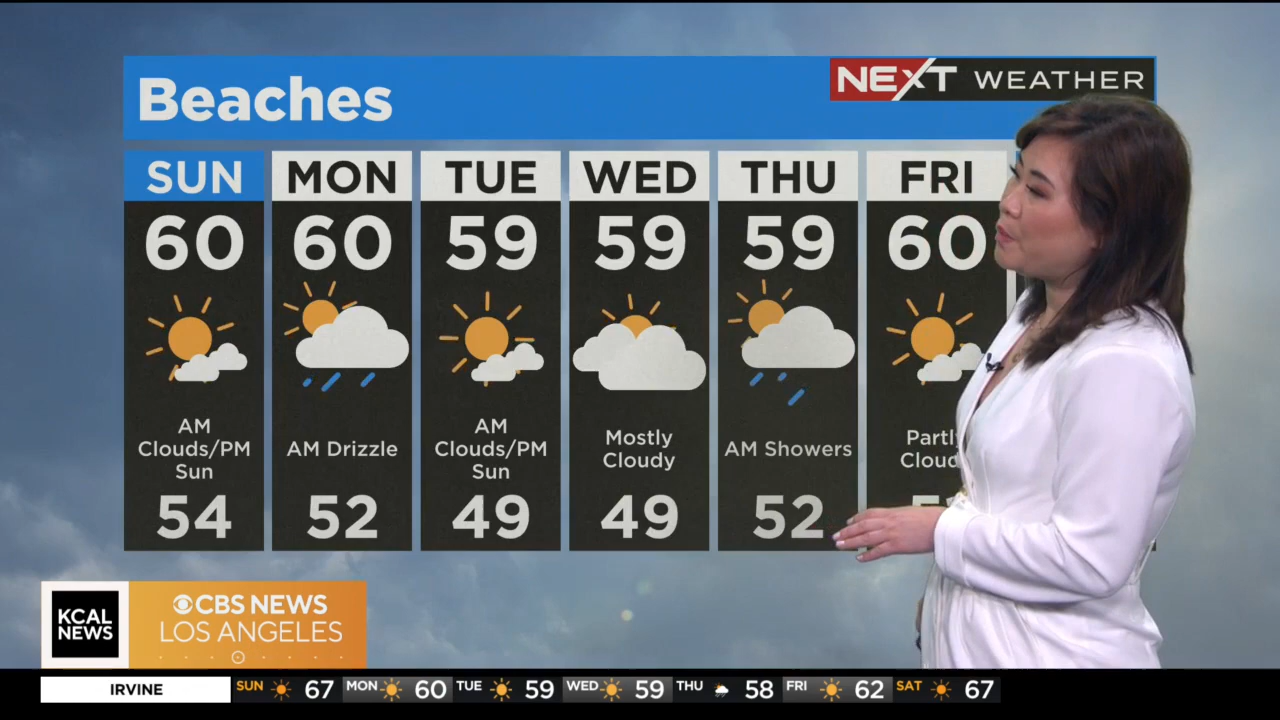 Beaches
NEXT WEATHER
SUN MON TUE WED THU FRI
60 60 59 59 59 60
AM
Clouds/PM
Sun
AM Drizzle
AM
Clouds/PM
Sun
Mostly
Cloudy
AM Showers
Partl
Cloud
54 52 49 49 52
KCAL
NEWS
CBS NEWS
LOS ANGELES
IRVINE SUN 67 MON 60 TUE 59 WED 59 THU 58 FRI 62 SAT 67